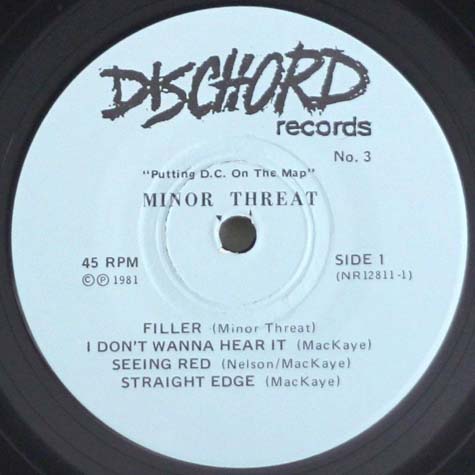 DISCHORD
records
No. 3
"Putting D.C. On The Map"
MINOR THREAT
45 RPM
SIDE 1
©℗ 1981
(NR12811-1)
FILLER (Minor Threat)
I DON'T WANNA HEAR IT (MacKaye)
SEEING RED (Nelson/MacKaye)
STRAIGHT EDGE (MacKaye)